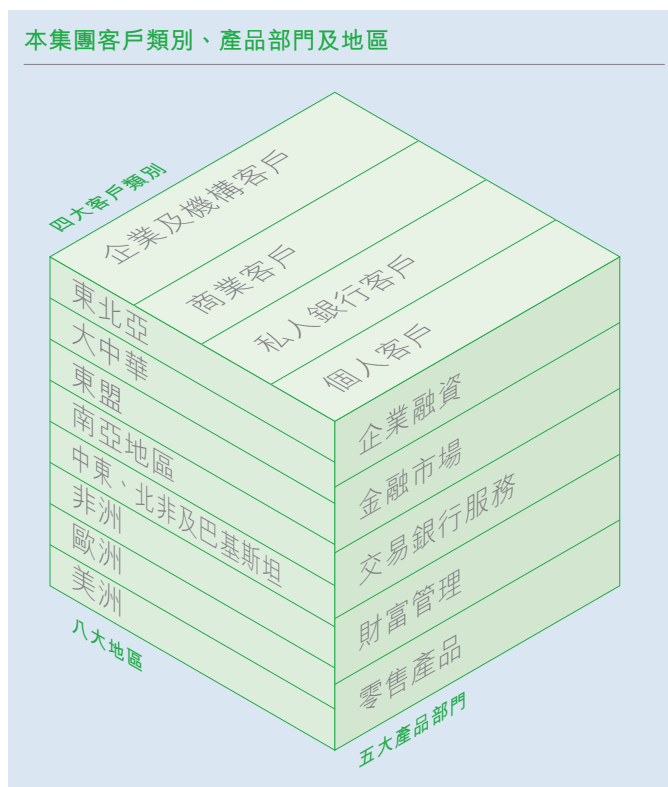 本集團客戶類別、產品部門及地區
四大客戶類別
企業及機構客戶
商業客戶
私人銀行客戶
個人客戶
東北亞
大中華
東盟
南亞地區
中東、北非及巴基斯坦
非洲
歐洲
美洲
八大地區
企業融資
金融市場
交易銀行服務
財富管理
零售產品
五大產品部門